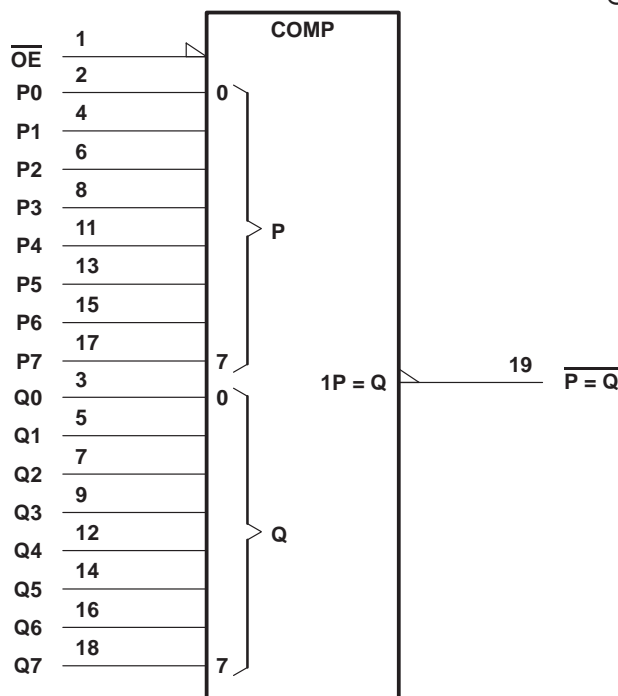 COMP
O̅E̅ 1
P0 2 0
P1 4
P2 6
P3 8
P4 11 P
P5 13
P6 15
P7 17 7
1P = Q 19 P̅ ̅=̅ ̅Q̅
Q0 3 0
Q1 5
Q2 7
Q3 9
Q4 12 Q
Q5 14
Q6 16
Q7 18 7